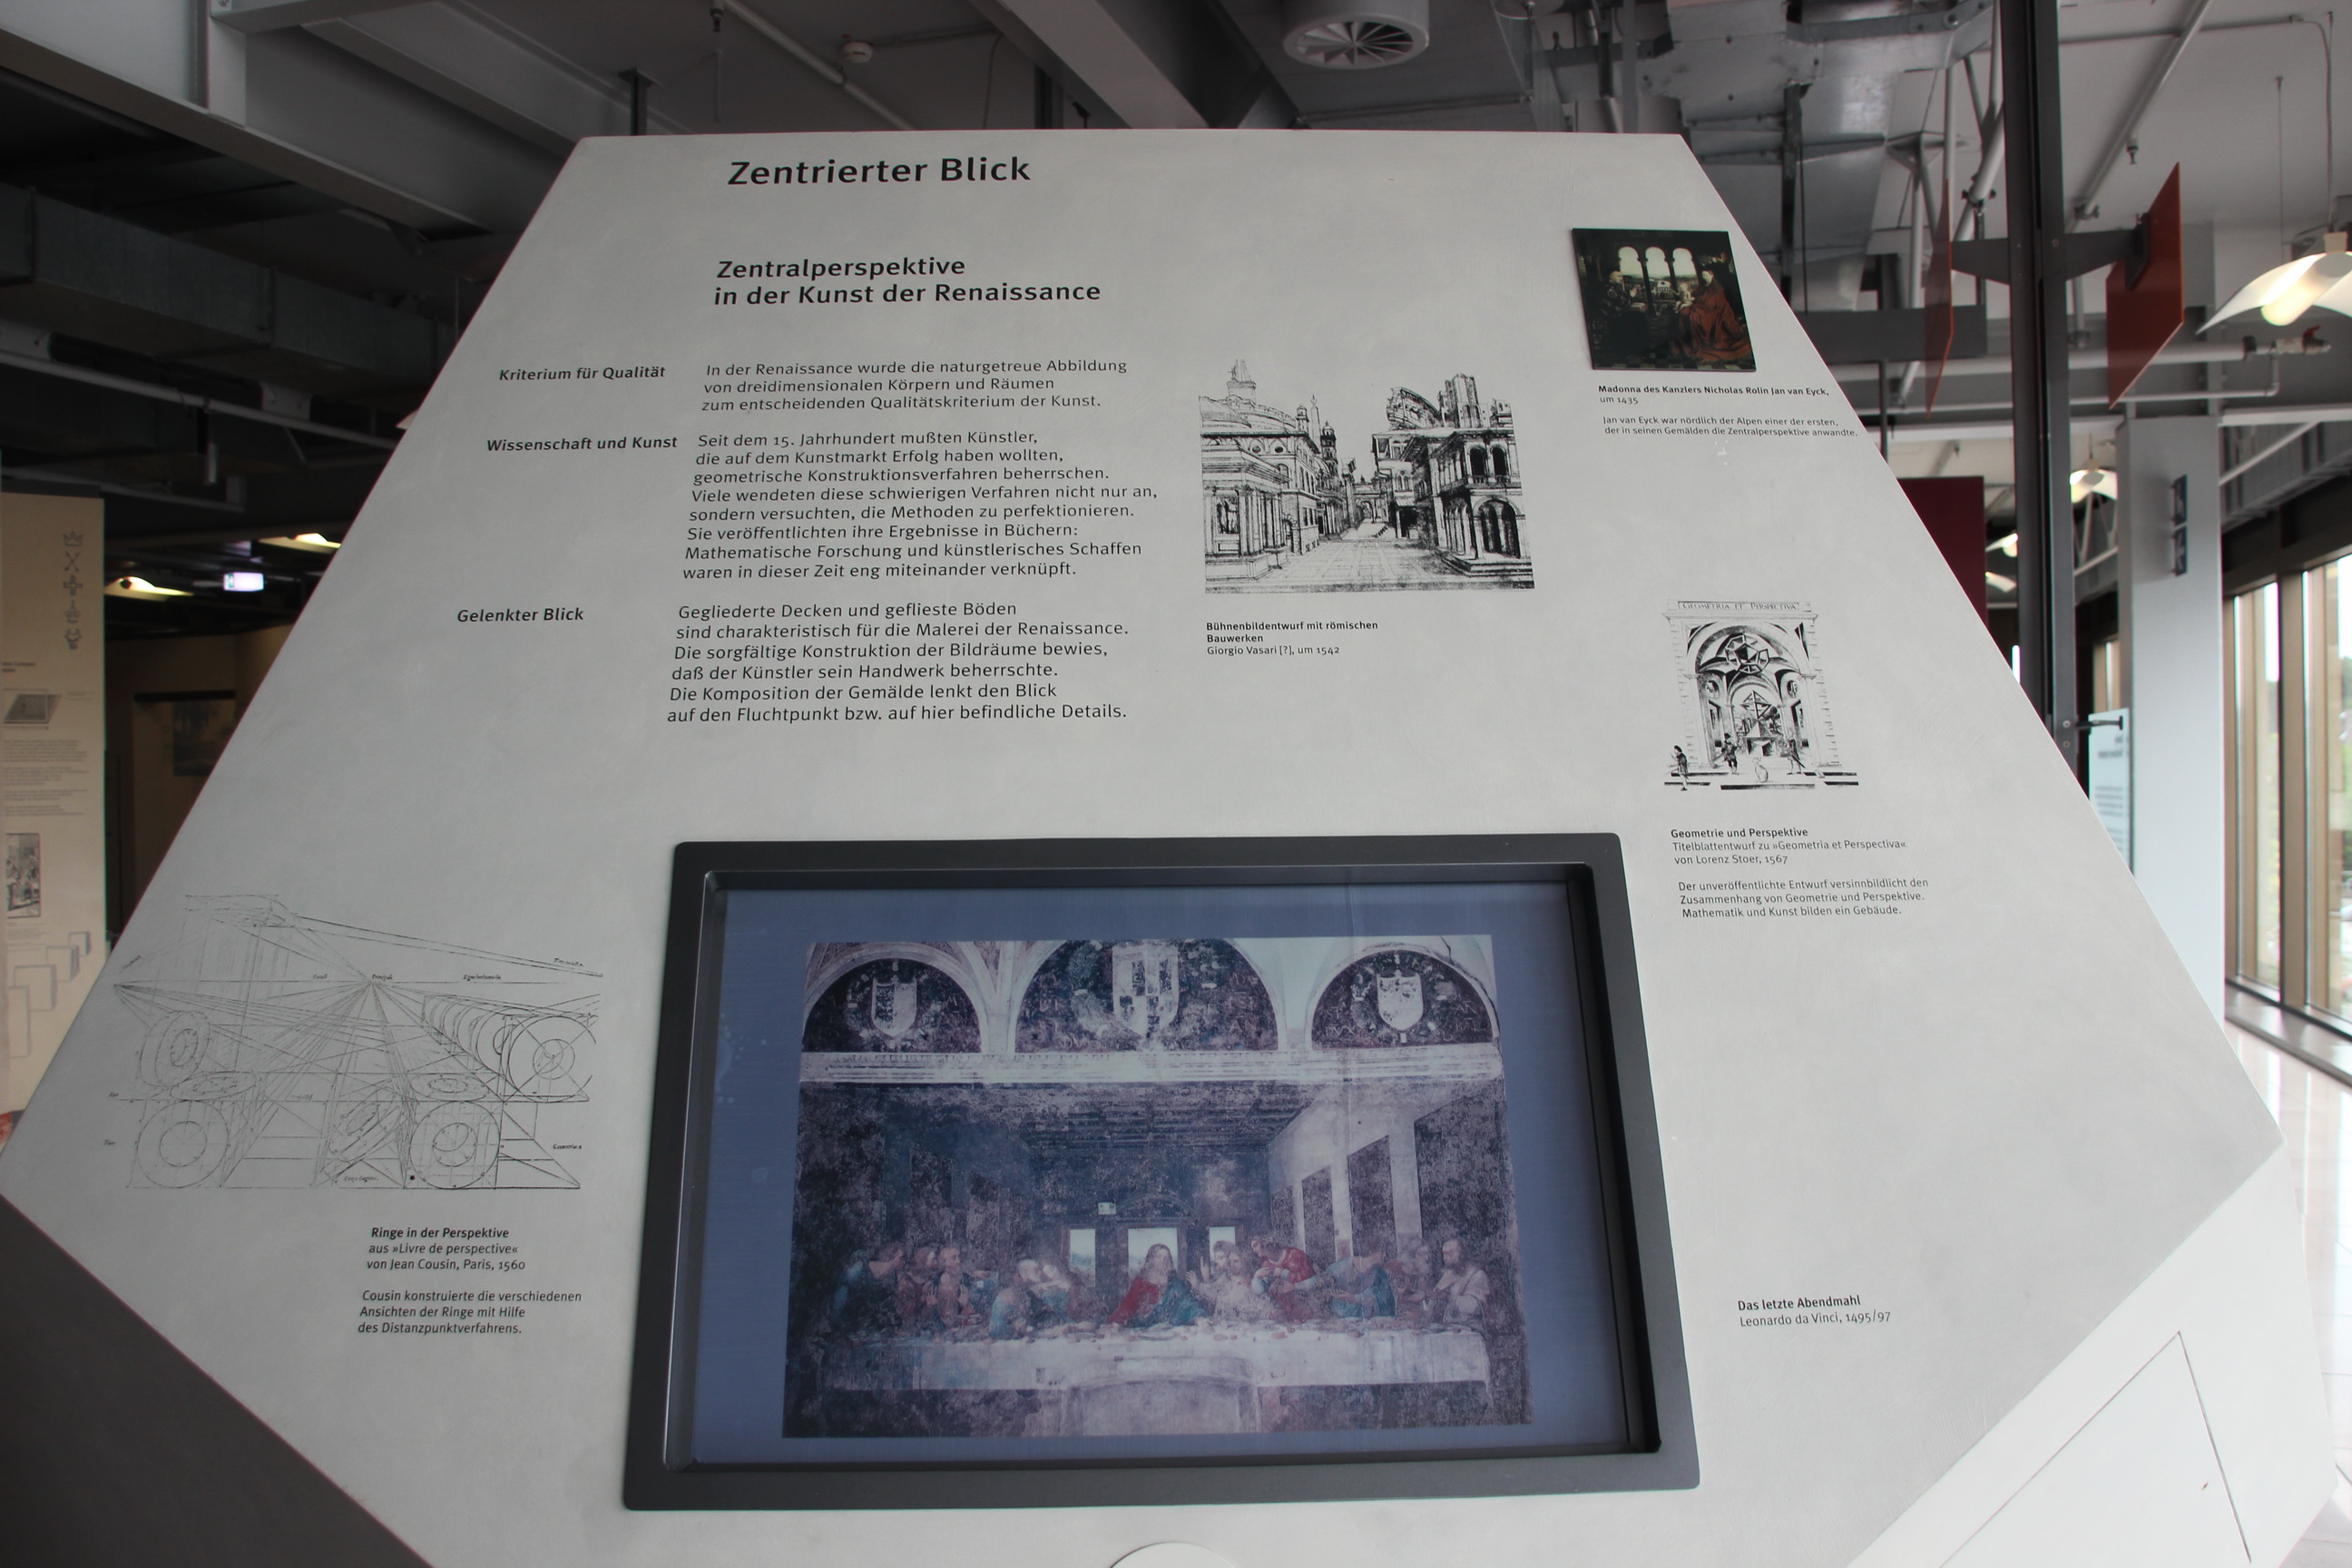 Zentrierter Blick
Zentralperspektive
in der Kunst der Renaissance
Kriterium für Qualität
In der Renaissance wurde die naturgetreue Abbildung
von dreidimensionalen Körpern und Räumen
zum entscheidenden Qualitätskriterium der Kunst.
Wissenschaft und Kunst
Seit dem 15. Jahrhundert mußten Künstler,
die auf dem Kunstmarkt Erfolg haben wollten,
geometrische Konstruktionsverfahren beherrschen.
Viele wendeten diese schwierigen Verfahren nicht nur an,
sondern versuchten, die Methoden zu perfektionieren.
Sie veröffentlichten ihre Ergebnisse in Büchern:
Mathematische Forschung und künstlerisches Schaffen
waren in dieser Zeit eng miteinander verknüpft.
Gelenkter Blick
Gegliederte Decken und geflieste Böden
sind charakteristisch für die Malerei der Renaissance.
Die sorgfältige Konstruktion der Bildräume bewies,
daß der Künstler sein Handwerk beherrschte.
Die Komposition der Gemälde lenkt den Blick
auf den Fluchtpunkt bzw. auf hier befindliche Details.
Bühnenbildentwurf mit römischen
Bauwerken
Giorgio Vasari [?], um 1542
Madonna des Kanzlers Nicholas Rolin Jan van Eyck,
um 1435
Jan van Eyck war nördlich der Alpen einer der ersten,
der in seinen Gemälden die Zentralperspektive anwandte.
GEOMETRIA ET PERSPECTIVA
Geometrie und Perspektive
Titelblattentwurf zu »Geometria et Perspectiva«
von Lorenz Stoer, 1567
Der unveröffentlichte Entwurf versinnbildlicht den
Zusammenhang von Geometrie und Perspektive.
Mathematik und Kunst bilden ein Gebäude.
Ringe in der Perspektive
aus »Livre de perspective«
von Jean Cousin, Paris, 1560
Cousin konstruierte die verschiedenen
Ansichten der Ringe mit Hilfe
des Distanzpunktverfahrens.
Das letzte Abendmahl
Leonardo da Vinci, 1495/97